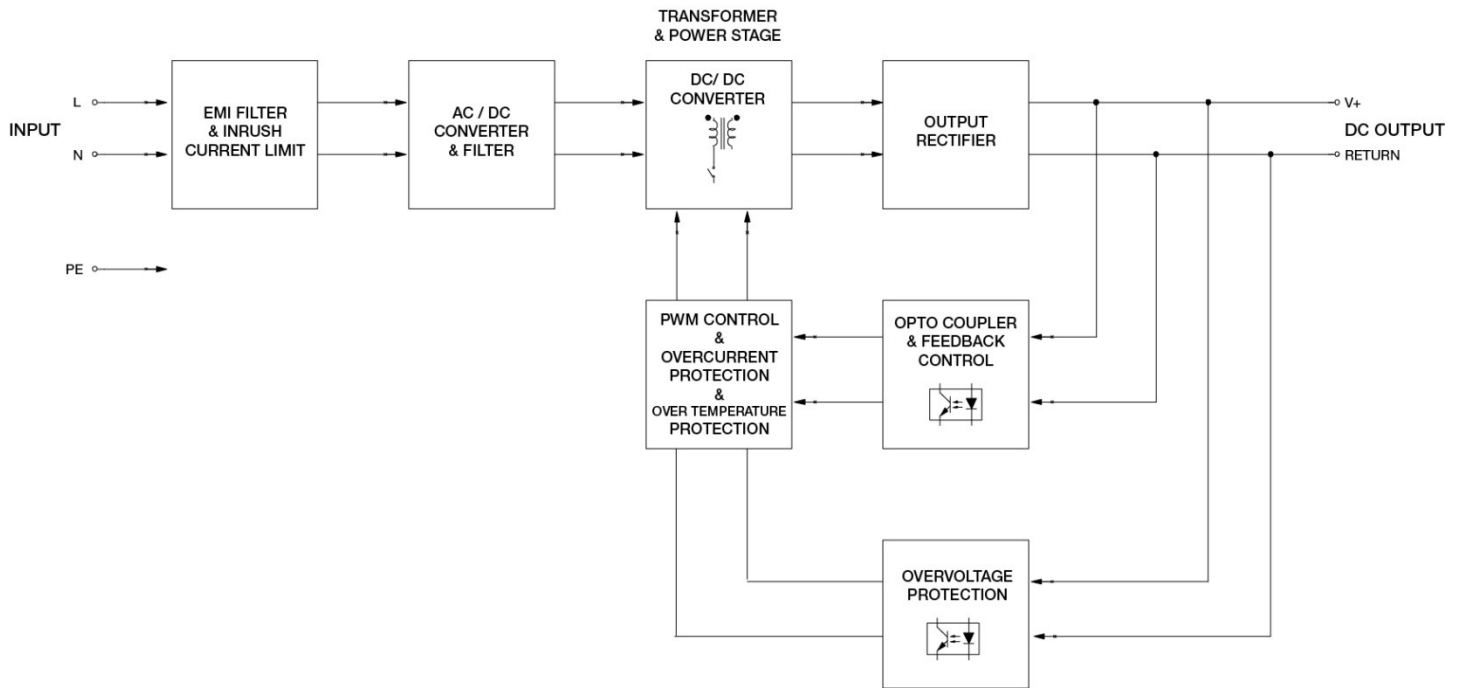 TRANSFORMER
& POWER STAGE
INPUT
L
N
PE
EMI FILTER
& INRUSH
CURRENT LIMIT
AC / DC
CONVERTER
& FILTER
DC/ DC
CONVERTER
OUTPUT
RECTIFIER
V+
DC OUTPUT
RETURN
PWM CONTROL
&
OVERCURRENT
PROTECTION
&
OVER TEMPERATURE
PROTECTION
OPTO COUPLER
& FEEDBACK
CONTROL
OVERVOLTAGE
PROTECTION